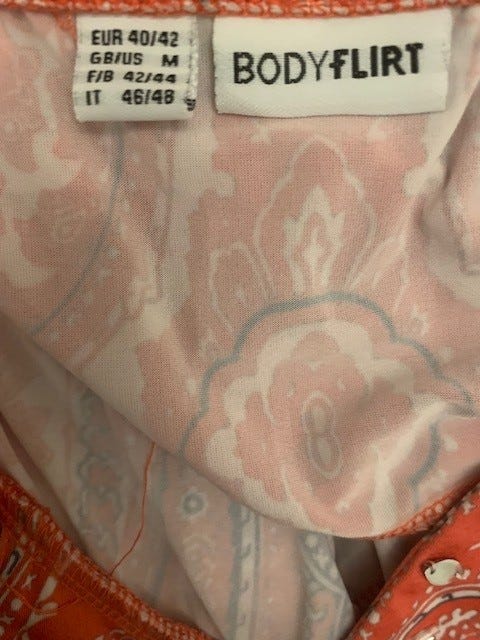 EUR 40/42
GB/US M
F/B 42/44
IT 46/48
BODYFLIRT